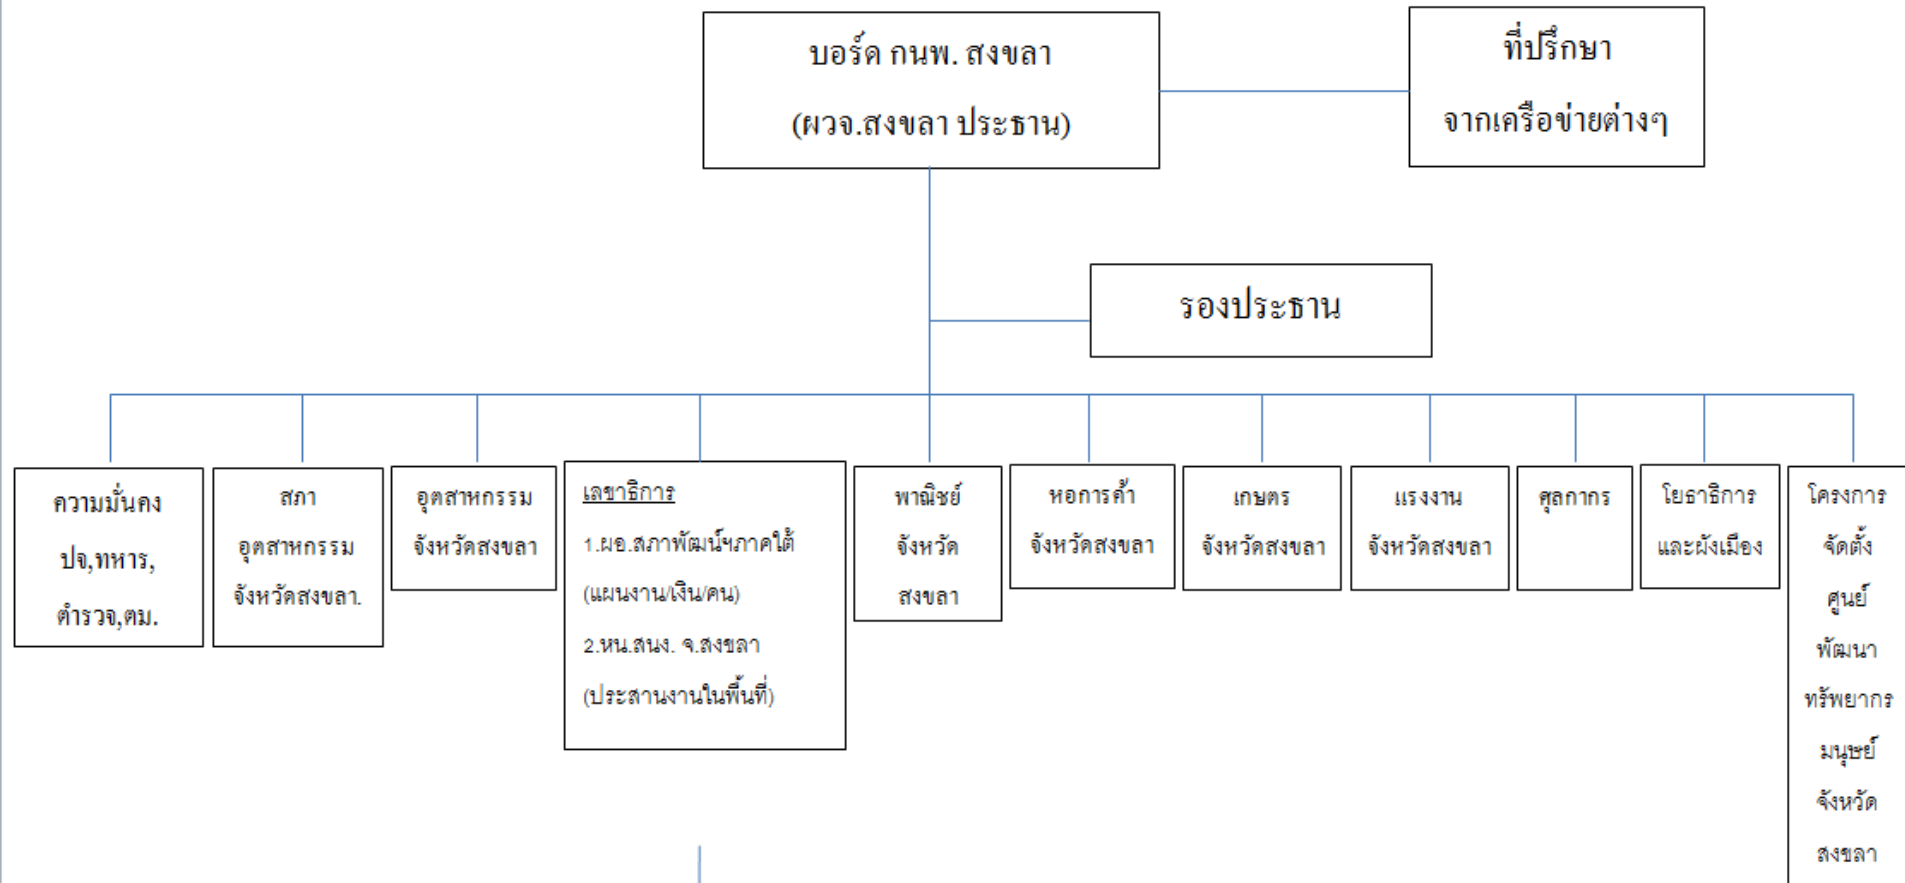 บอร์ด กนพ. สงขลา
(ผวจ.สงขลา ประธาน)
ที่ปรึกษา
จากเครือข่ายต่างๆ
รองประธาน
ความมั่นคง
ปจ,ทหาร,
ตำรวจ,ตม.
สภา
อุตสาหกรรม
จังหวัดสงขลา.
อุตสาหกรรม
จังหวัดสงขลา
เลขาธิการ
1.ผอ.สภาพัฒน์ฯภาคใต้
(แผนงาน/เงิน/คน)
2.หน.สนง. จ.สงขลา
(ประสานงานในพื้นที่)
พาณิชย์
จังหวัด
สงขลา
หอการค้า
จังหวัดสงขลา
เกษตร
จังหวัดสงขลา
แรงงาน
จังหวัดสงขลา
ศุลกากร
โยธาธิการ
และผังเมือง
โครงการ
จัดตั้ง
ศูนย์
พัฒนา
ทรัพยากร
มนุษย์
จังหวัด
สงขลา